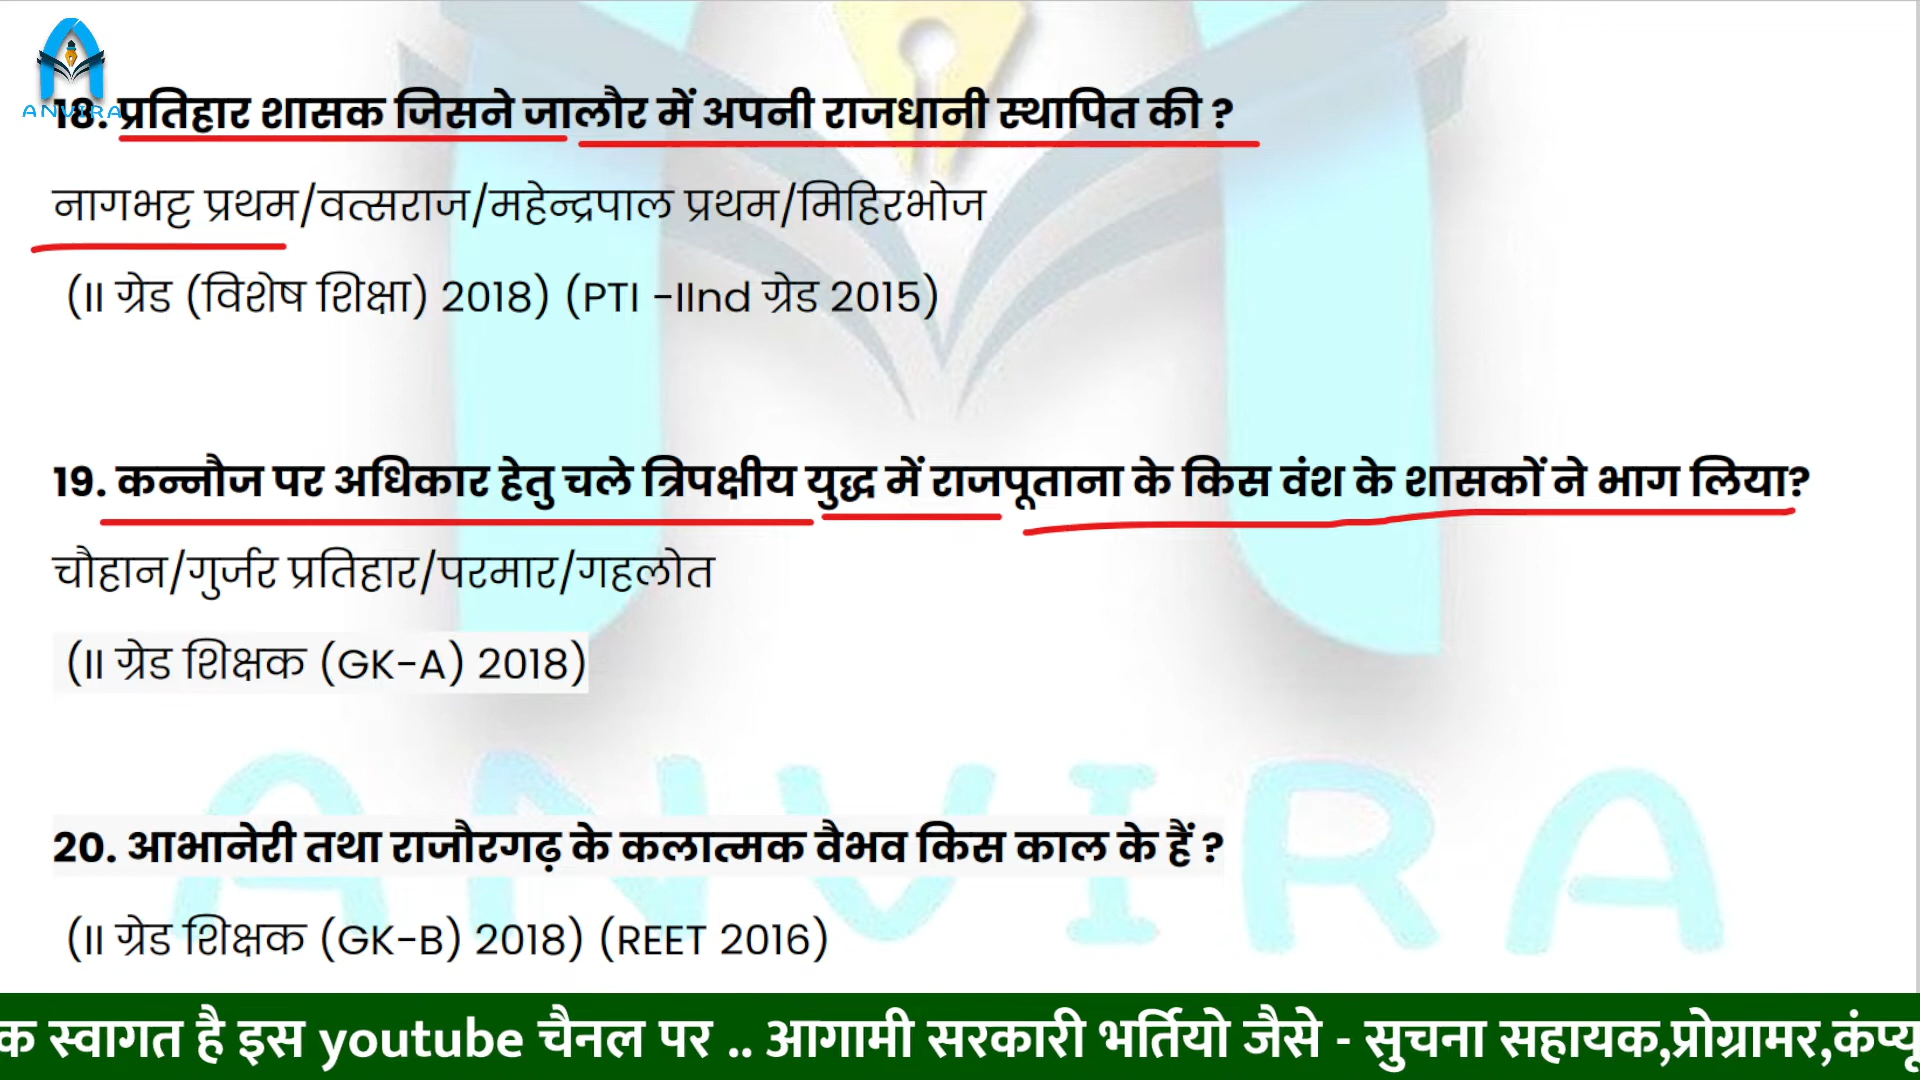 ANVIRA
18. प्रतिहार शासक जिसने जालौर में अपनी राजधानी स्थापित की ?
नागभट्ट प्रथम/वत्सराज/महेन्द्रपाल प्रथम/मिहिरभोज
(II ग्रेड (विशेष शिक्षा) 2018) (PTI -IInd ग्रेड 2015)
19. कन्नौज पर अधिकार हेतु चले त्रिपक्षीय युद्ध में राजपूताना के किस वंश के शासकों ने भाग लिया?
चौहान/गुर्जर प्रतिहार/परमार/गहलोत
(II ग्रेड शिक्षक (GK-A) 2018)
ANVIRA
20. आभानेरी तथा राजौरगढ़ के कलात्मक वैभव किस काल के हैं ?
(II ग्रेड शिक्षक (GK-B) 2018) (REET 2016)
क स्वागत है इस youtube चैनल पर .. आगामी सरकारी भर्तियो जैसे - सुचना सहायक,प्रोग्रामर,कंप्यू